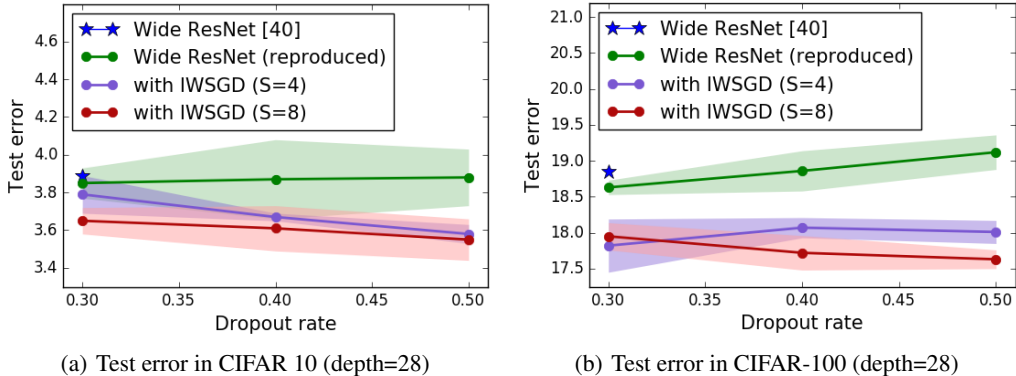 Wide ResNet [40]
Wide ResNet (reproduced)
with IWSGD (S=4)
with IWSGD (S=8)
4.6
4.4
4.2
4.0
3.8
3.6
3.4
Test error
0.30
0.35
0.40
0.45
0.50
Dropout rate
(a) Test error in CIFAR 10 (depth=28)
Wide ResNet [40]
Wide ResNet (reproduced)
with IWSGD (S=4)
with IWSGD (S=8)
21.0
20.5
20.0
19.5
19.0
18.5
18.0
17.5
Test error
0.30
0.35
0.40
0.45
0.50
Dropout rate
(b) Test error in CIFAR-100 (depth=28)